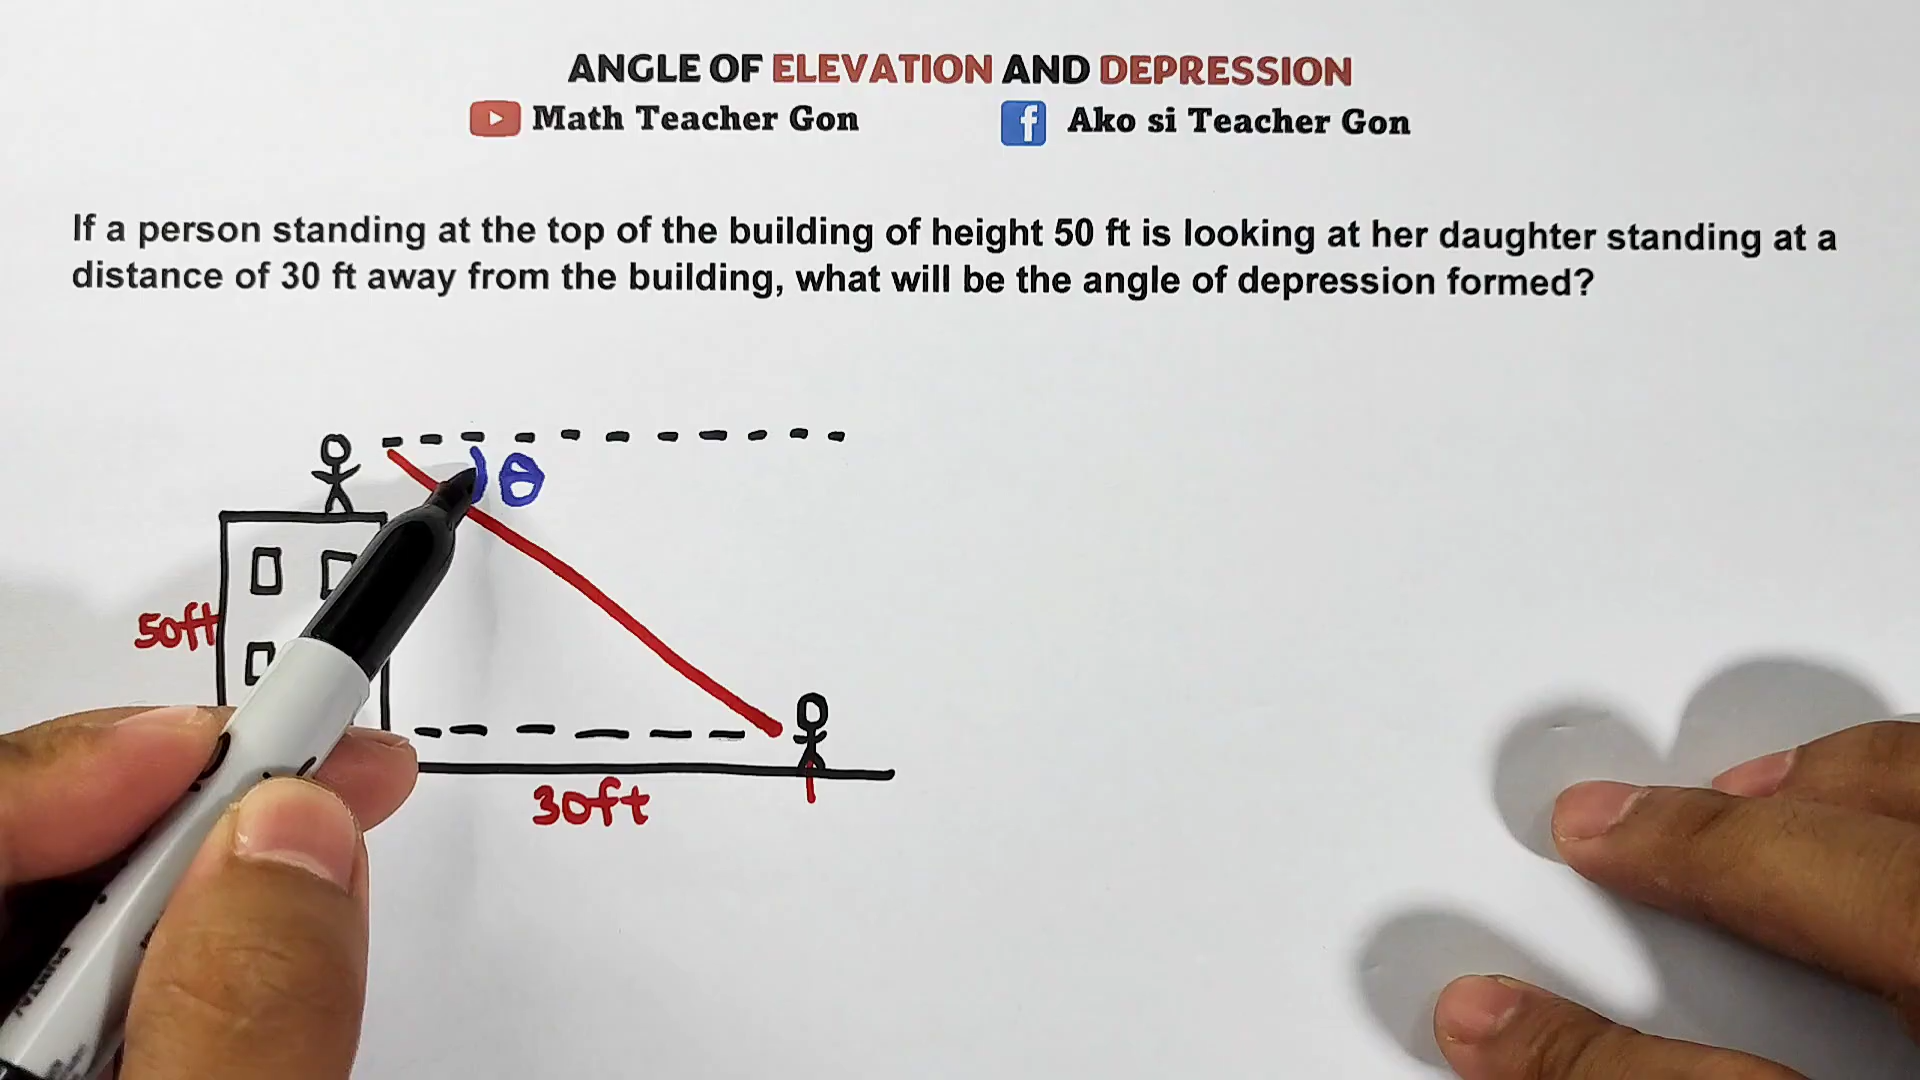 ANGLE OF ELEVATION AND DEPRESSION
Math Teacher Gon
f Ako si Teacher Gon
If a person standing at the top of the building of height 50 ft is looking at her daughter standing at a
distance of 30 ft away from the building, what will be the angle of depression formed?
θ
50ft
30ft